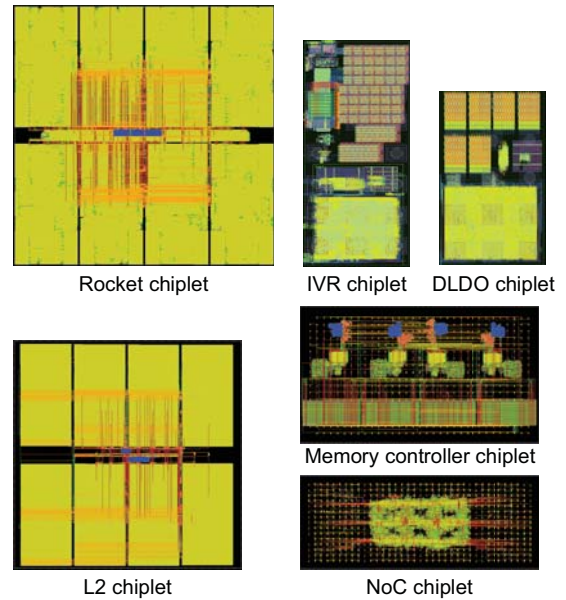 Rocket chiplet
IVR chiplet
DLDO chiplet
Memory controller chiplet
L2 chiplet
NoC chiplet